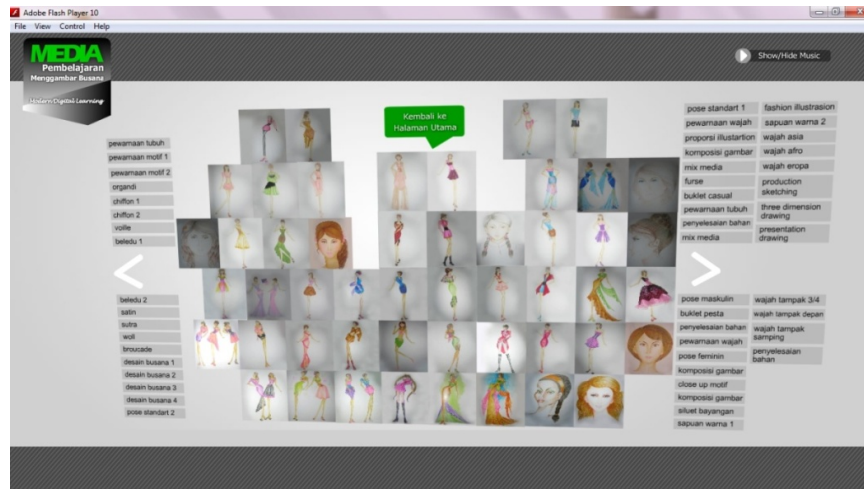 Adobe Flash Player 10
File View Control Help
MEDIA
Pembelajaran
Menggambar Busana
Modern Digital Learning
Show/Hide Music
Kembali ke
Halaman Utama
pewarnaan tubuh
pewarnaan motif 1
pewarnaan motif 2
organdi
chiffon 1
chiffon 2
voille
beledu 1
beledu 2
satin
sutra
woll
broucade
desain busana 1
desain busana 2
desain busana 3
desain busana 4
pose standart 2
pose standart 1
pewarnaan wajah
proporsi illustartion
komposisi gambar
mix media
furse
buklet casual
pewarnaan tubuh
penyelesaian bahan
mix media
fashion illustrasion
sapuan warna 2
wajah asia
wajah afro
wajah eropa
production
sketching
three dimension
drawing
presentation
drawing
pose maskulin
buklet pesta
penyelesaian bahan
pewarnaan wajah
pose feminin
komposisi gambar
close up motif
komposisi gambar
siluet bayangan
sapuan warna 1
wajah tampak 3/4
wajah tampak depan
wajah tampak
samping
penyelesaian
bahan